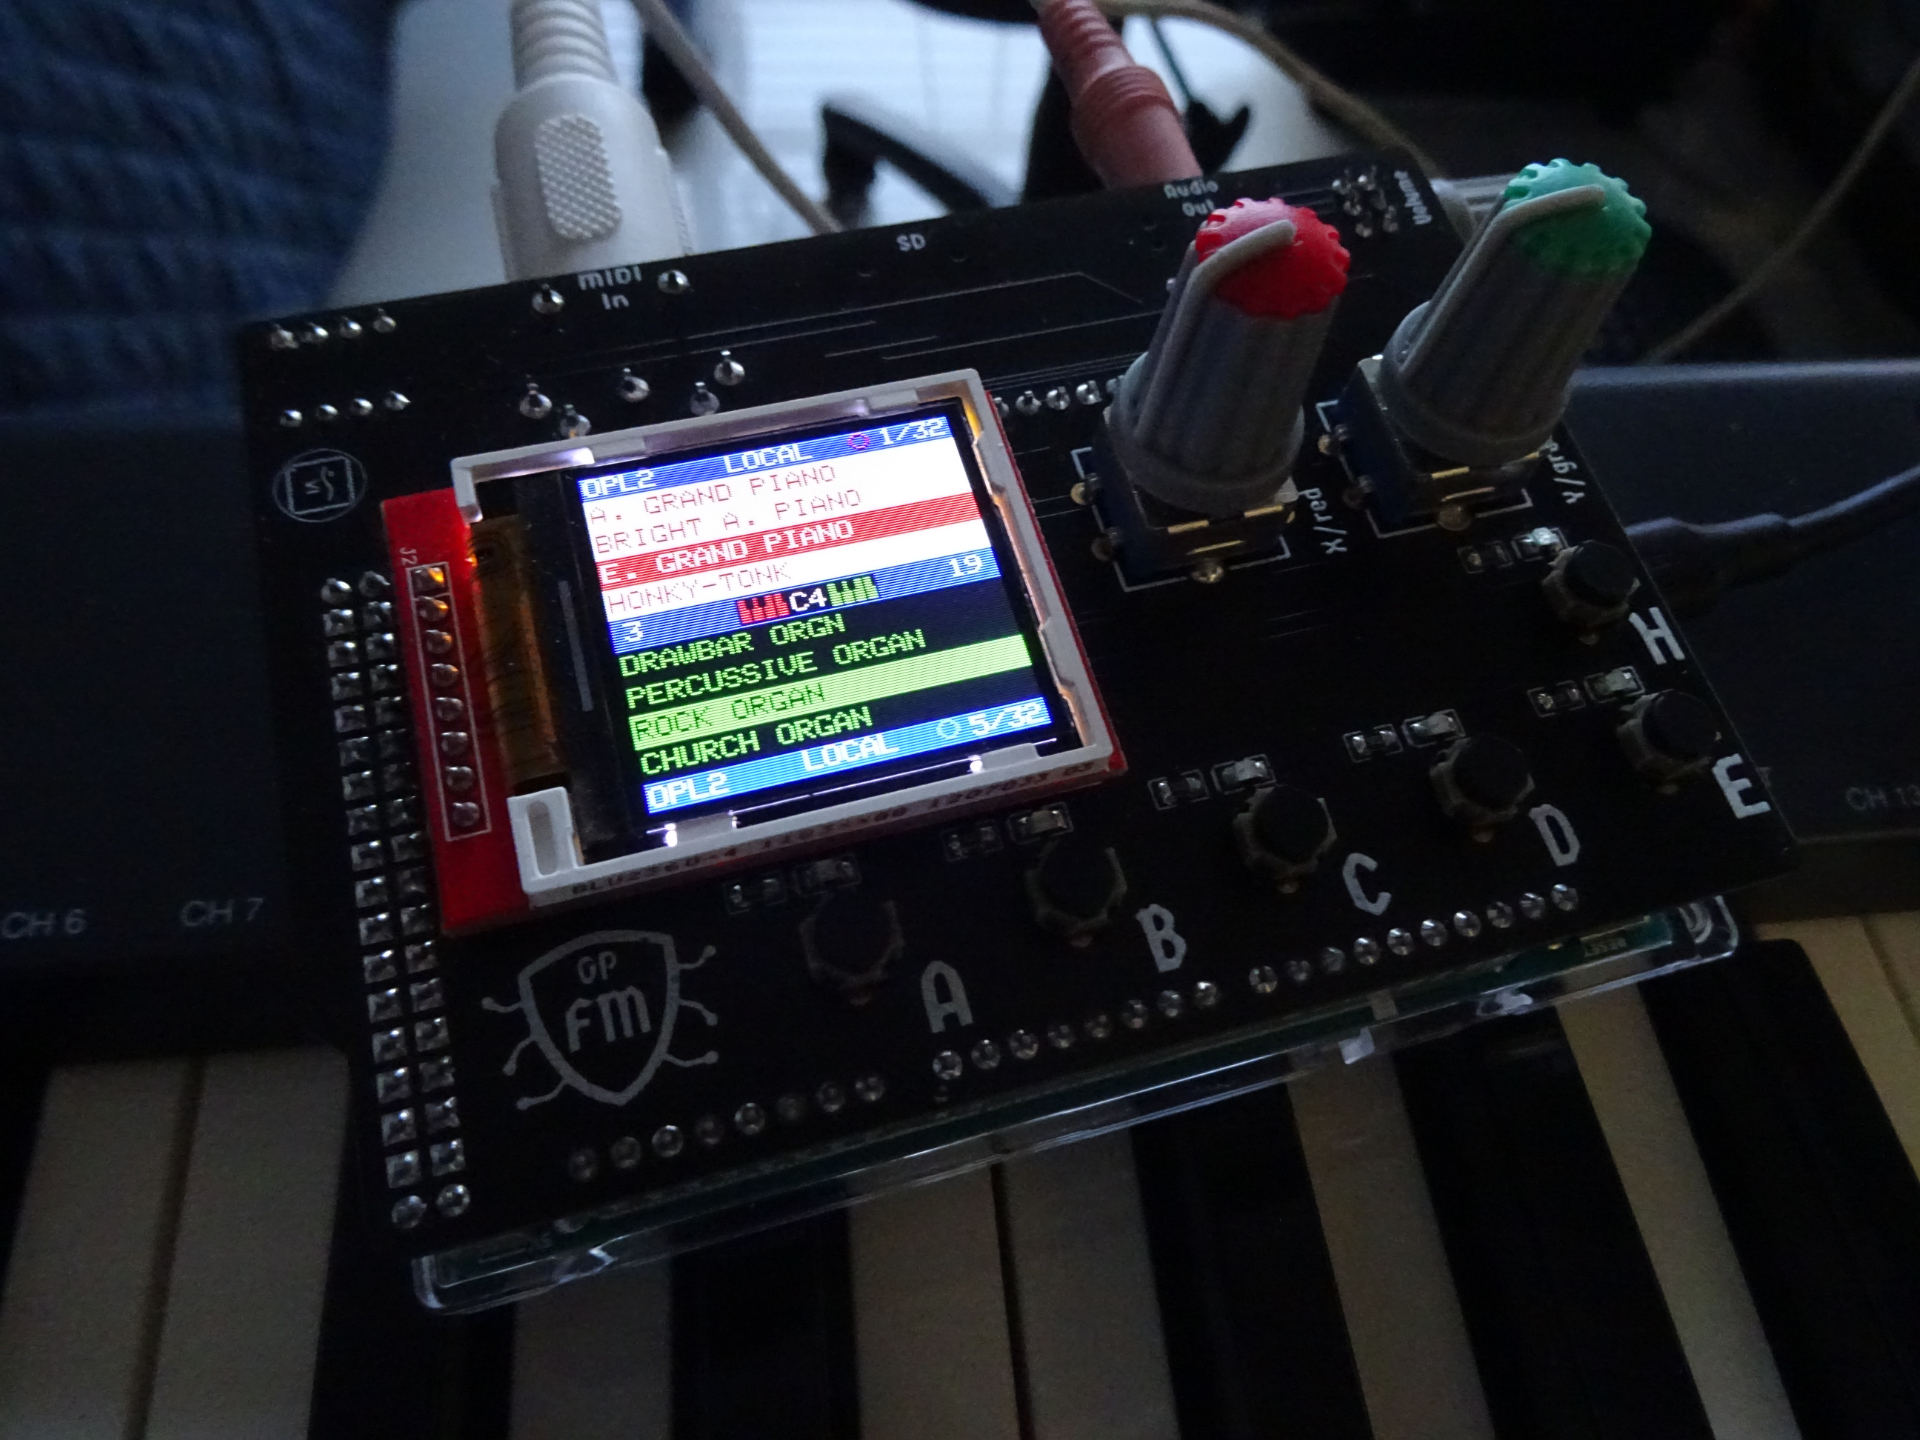 Audio
Out
Volume
SD
MIDI
In
OPL2 LOCAL 1/32
A. GRAND PIANO
BRIGHT A. PIANO
E. GRAND PIANO
HONKY-TONK
3 C4 19
DRAWBAR ORGN
PERCUSSIVE ORGAN
ROCK ORGAN
CHURCH ORGAN
OPL2 LOCAL 5/32
J2
X/red
H
E
D
C
B
A
GP
FM
CH 6
CH 7
CH 13
RESET